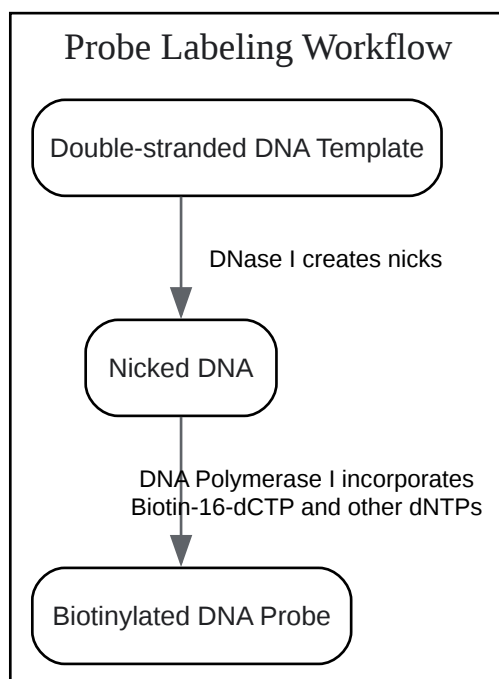 Probe Labeling Workflow
Double-stranded DNA Template
DNase I creates nicks
Nicked DNA
DNA Polymerase I incorporates
Biotin-16-dCTP and other dNTPs
Biotinylated DNA Probe